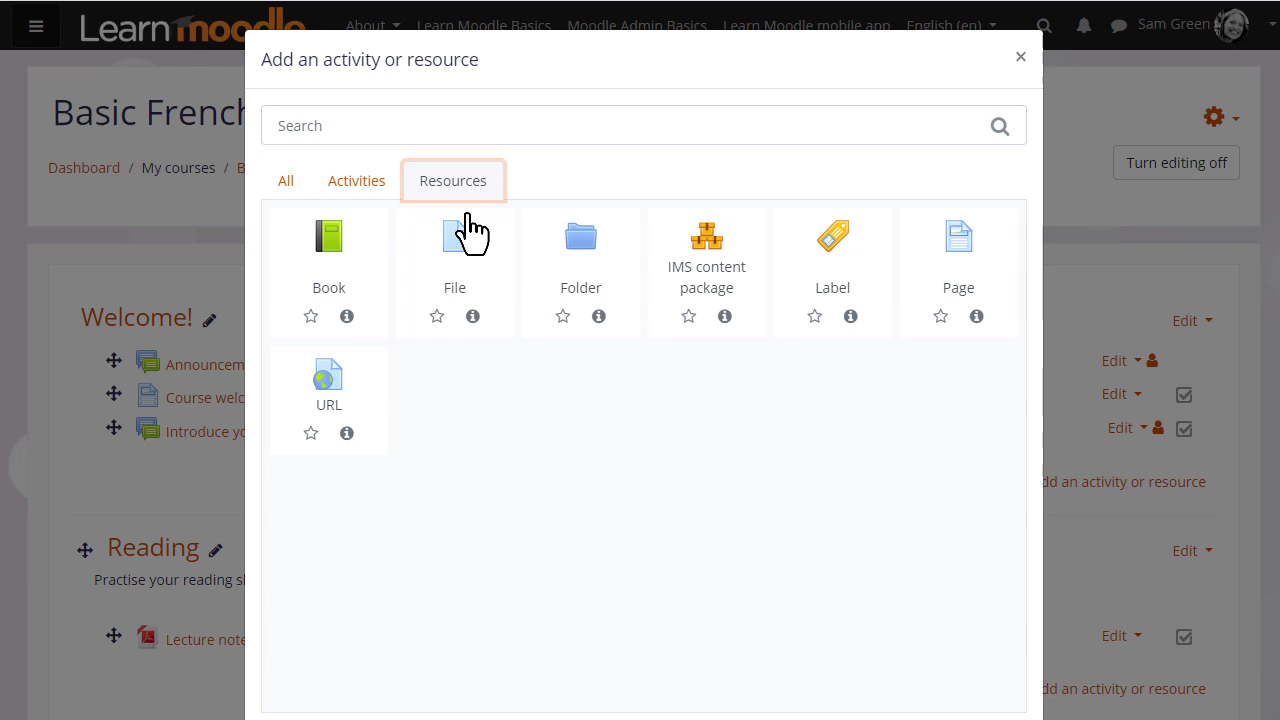 Learn moodle About Learn Moodle Basics Moodle Admin Basics Learn Moodle mobile app English (en) Sam Green
Add an activity or resource ×
Basic French
Search
Dashboard / My courses / B
Turn editing off
All Activities Resources
Book
File
Folder
IMS content
package
Label
Page
URL
Welcome!
Edit
Announcem
Edit
Course welc
Edit
Introduce yo
Edit
dd an activity or resource
Reading
Edit
Practise your reading s
Lecture note
Edit
dd an activity or resource